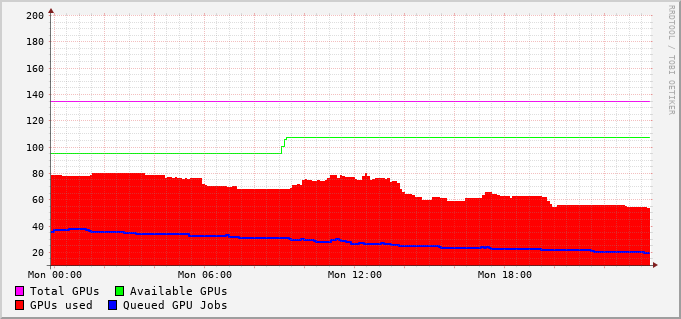 200
180
160
140
120
100
80
60
40
20
Mon 00:00 Mon 06:00 Mon 12:00 Mon 18:00
Total GPUs Available GPUs
GPUs used Queued GPU Jobs
RRDTOOL / TOBI OETIKER